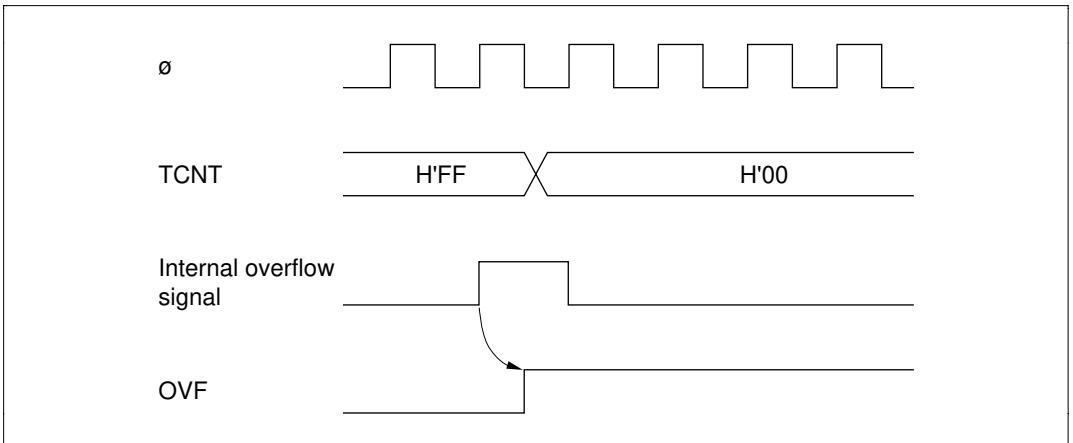 ø
TCNT
H'FF
H'00
Internal overflow
signal
OVF